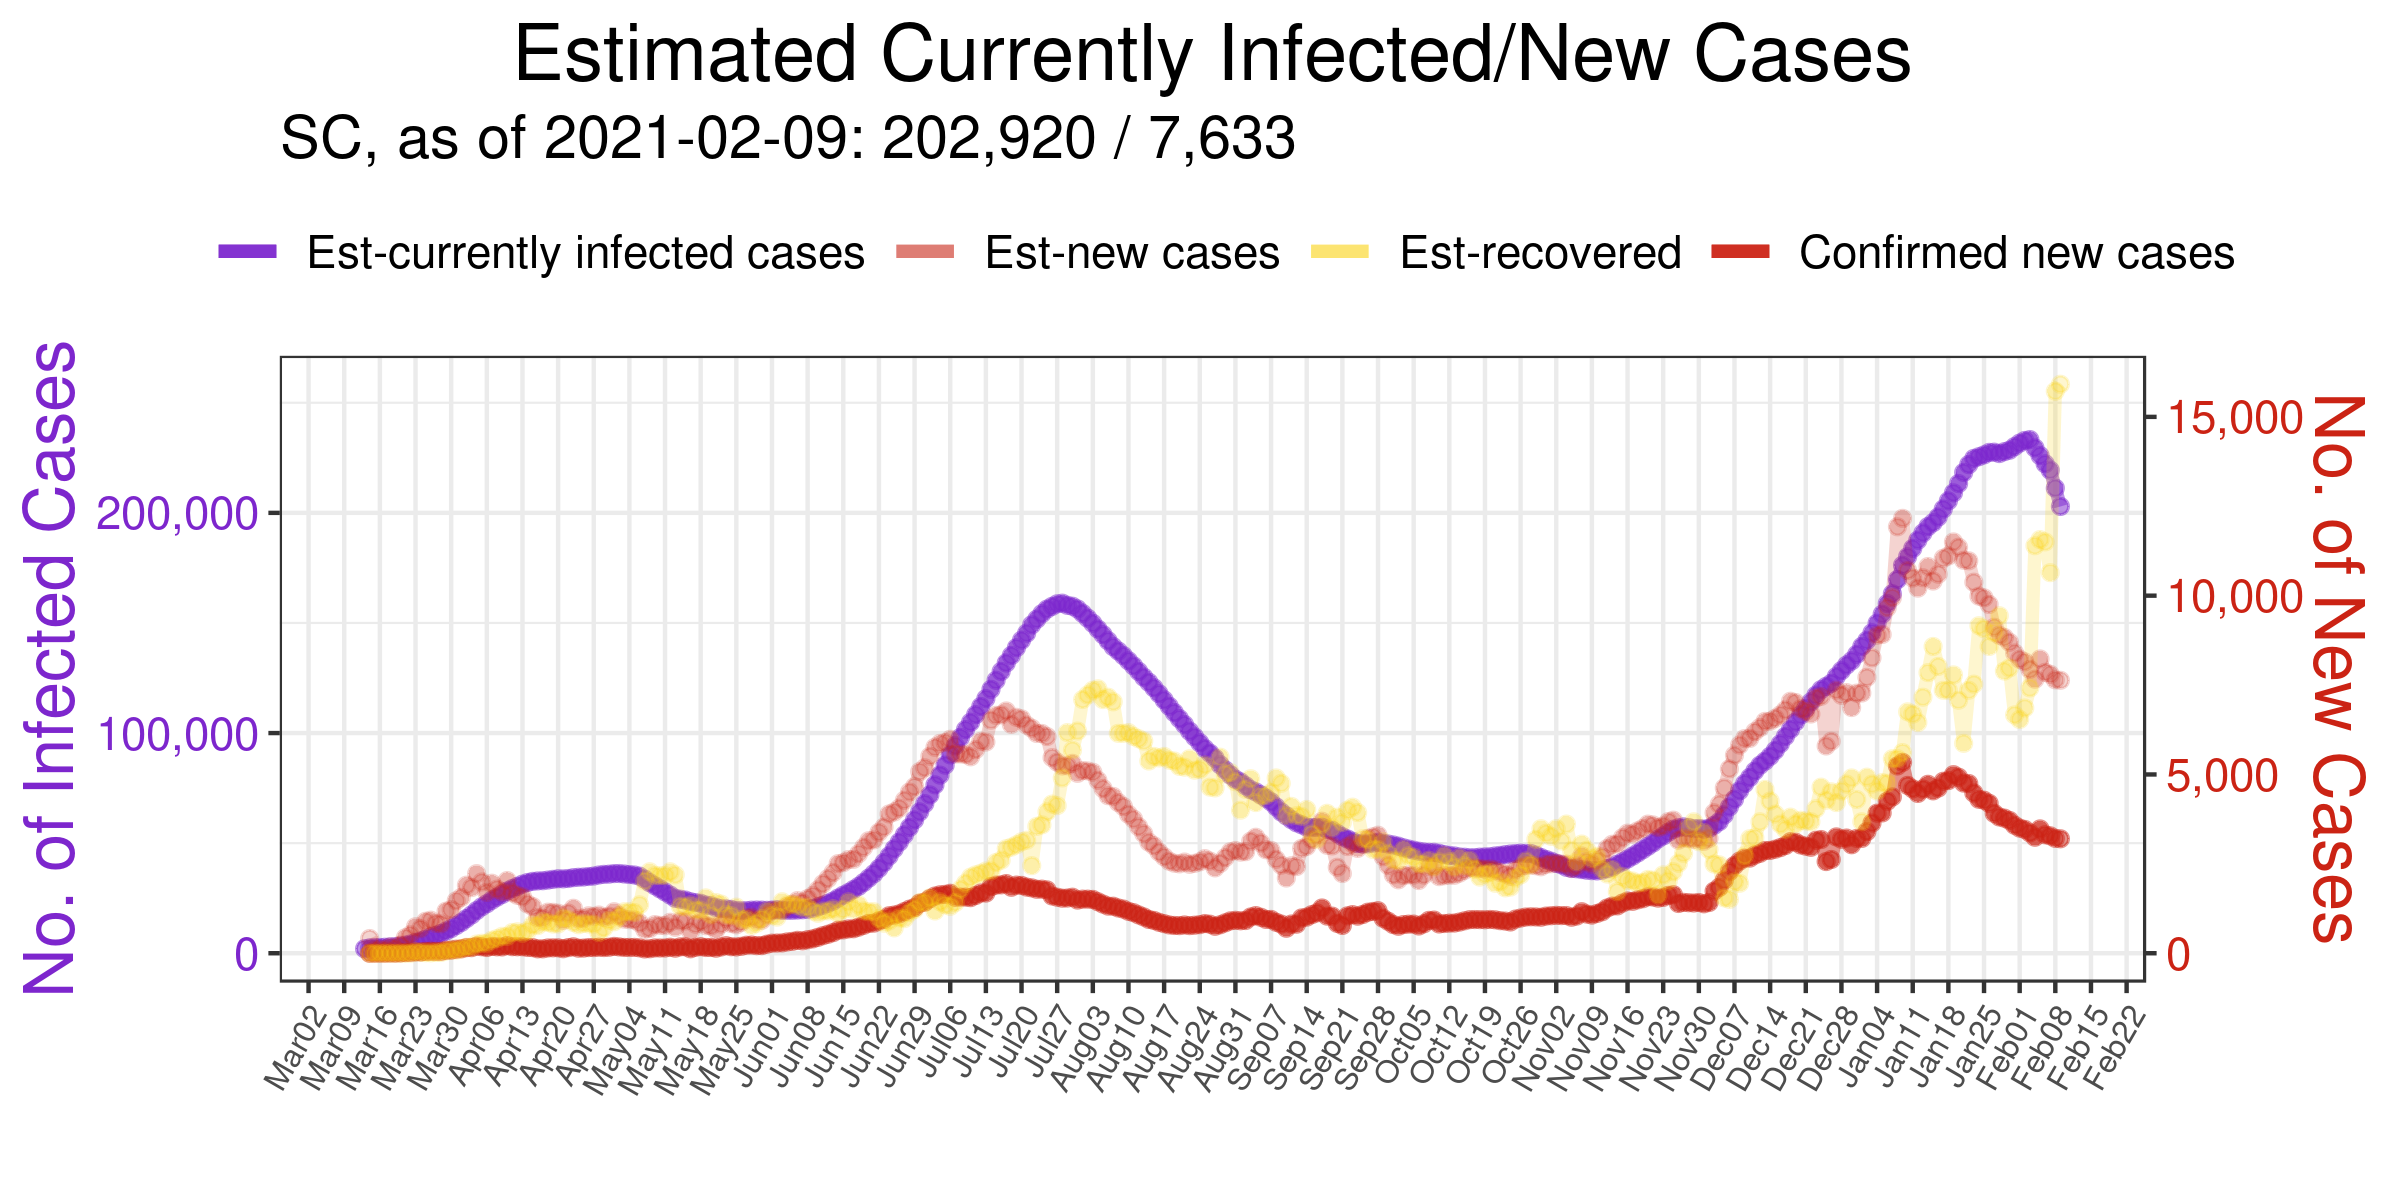 Estimated Currently Infected/New Cases
SC, as of 2021-02-09: 202,920 / 7,633
Est-currently infected cases
Est-new cases
Est-recovered
Confirmed new cases
No. of Infected Cases
200,000
100,000
0
15,000
10,000
5,000
0
No. of New Cases
Mar02
Mar09
Mar16
Mar23
Mar30
Apr06
Apr13
Apr20
Apr27
May04
May11
May18
May25
Jun01
Jun08
Jun15
Jun22
Jun29
Jul06
Jul13
Jul20
Jul27
Aug03
Aug10
Aug17
Aug24
Aug31
Sep07
Sep14
Sep21
Sep28
Oct05
Oct12
Oct19
Oct26
Nov02
Nov09
Nov16
Nov23
Nov30
Dec07
Dec14
Dec21
Dec28
Jan04
Jan11
Jan18
Jan25
Feb01
Feb08
Feb15
Feb22